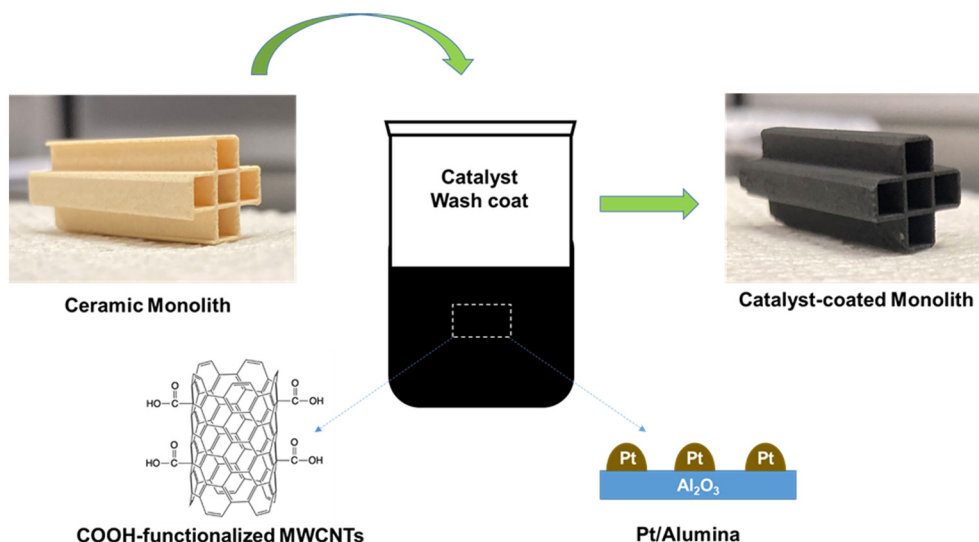 Catalyst
Wash coat
Ceramic Monolith
Catalyst-coated Monolith
O
HO-C
O
C-OH
O
HO-C
O
C-OH
Pt
Pt
Pt
Al₂O₃
COOH-functionalized MWCNTs
Pt/Alumina